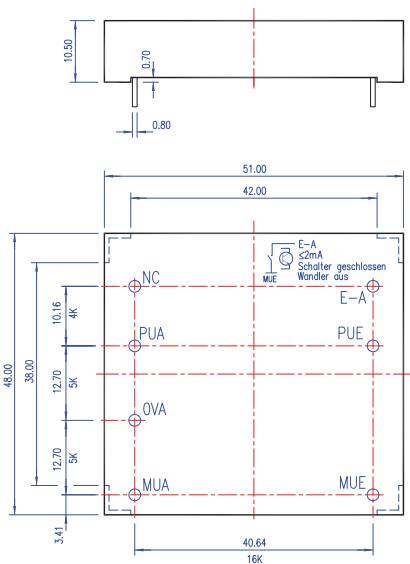 10.50
0.70
0.80
51.00
42.00
E-A
≤2mA
Schalter geschlossen
Wandler aus
MUE
NC
E-A
10.16
4K
PUA
PUE
48.00
38.00
12.70
5K
OVA
12.70
5K
MUA
MUE
3.41
40.64
16K